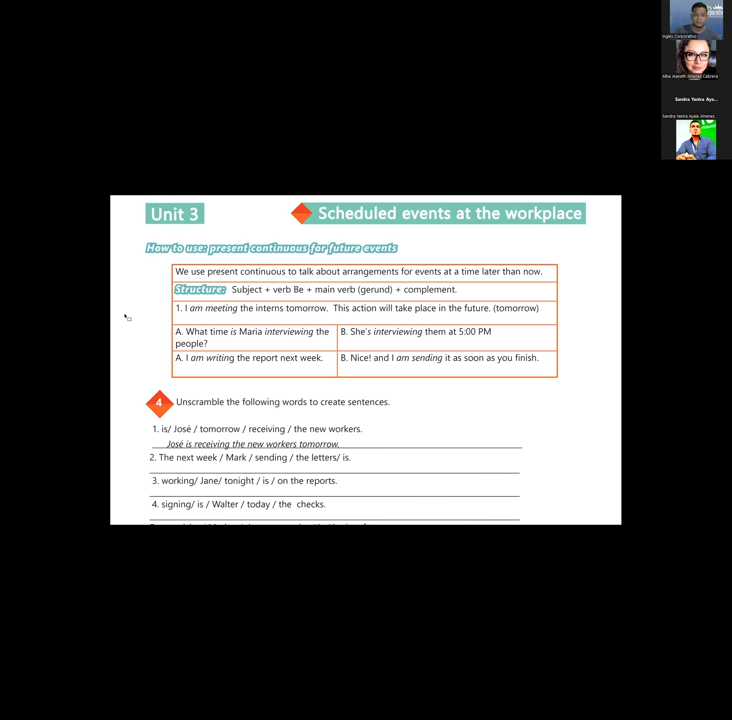 Ingles Corporativo
Alba Jeaneth Jimenez Cabrera
Sandra Yanira Aya...
Sandra Yanira Ayala Jimenez
Unit 3
Scheduled events at the workplace
How to use: present continuous for future events
We use present continuous to talk about arrangements for events at a time later than now.
Structure: Subject + verb Be + main verb (gerund) + complement.
1. I am meeting the interns tomorrow. This action will take place in the future. (tomorrow)
A. What time is Maria interviewing the people?
B. She's interviewing them at 5:00 PM
A. I am writing the report next week.
B. Nice! and I am sending it as soon as you finish.
4 Unscramble the following words to create sentences.
1. is/ José / tomorrow / receiving / the new workers.
José is receiving the new workers tomorrow.
2. The next week / Mark / sending / the letters/ is.
3. working/ Jane/ tonight / is / on the reports.
4. signing/ is / Walter / today / the checks.